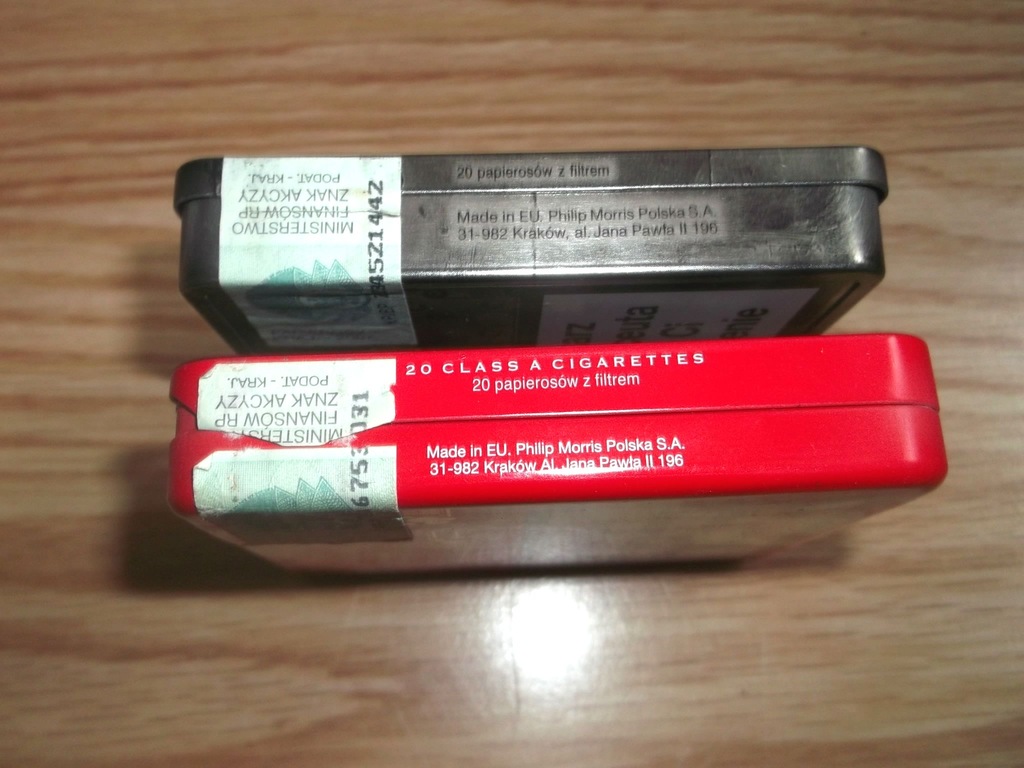 20 papierosów z filtrem
Made in EU. Philip Morris Polska S.A.
31-982 Kraków, al. Jana Pawła II 196
MINISTERSTWO
FINANSÓW RP
ZNAK AKCYZY
PODAT. - KRAJ.
20 CLASS A CIGARETTES
20 papierosów z filtrem
Made in EU. Philip Morris Polska S.A.
31-982 Kraków Al. Jana Pawła II 196
FINANSÓW RP
ZNAK AKCYZY
PODAT. - KRAJ.